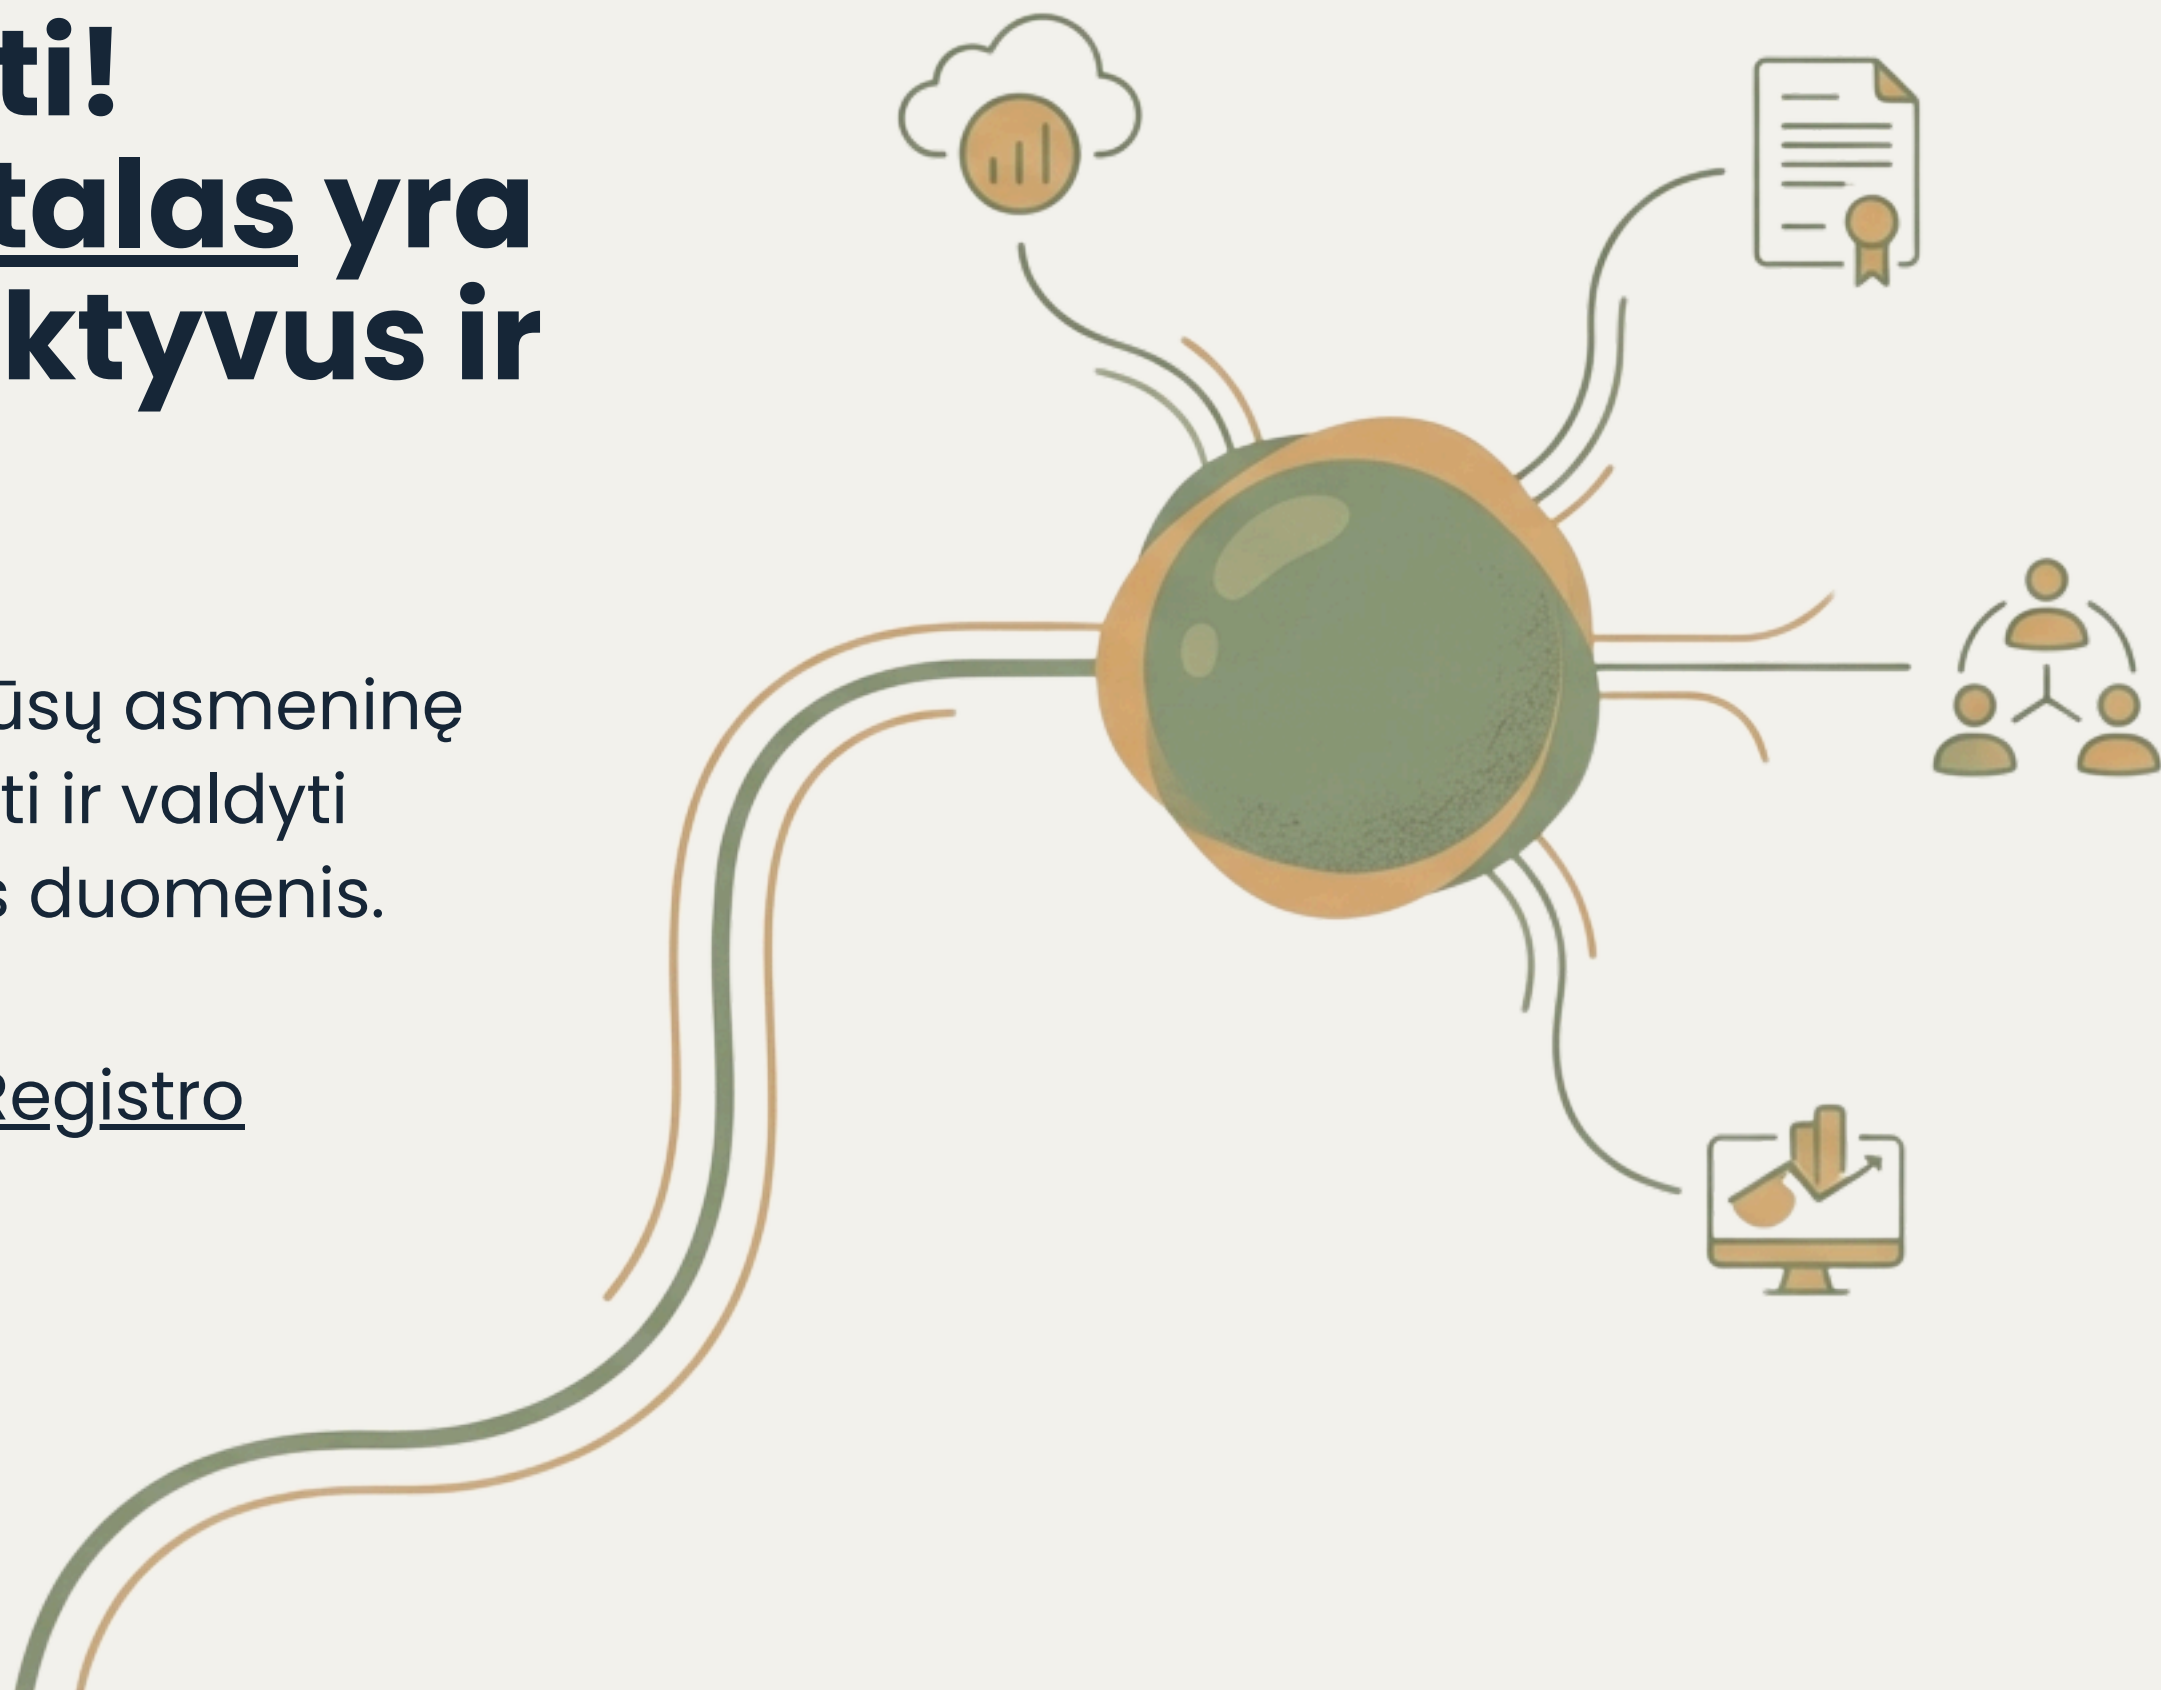 ti!
talas yra
ktyvus ir
ūsų asmeninę
ti ir valdyti
s duomenis.
Registro